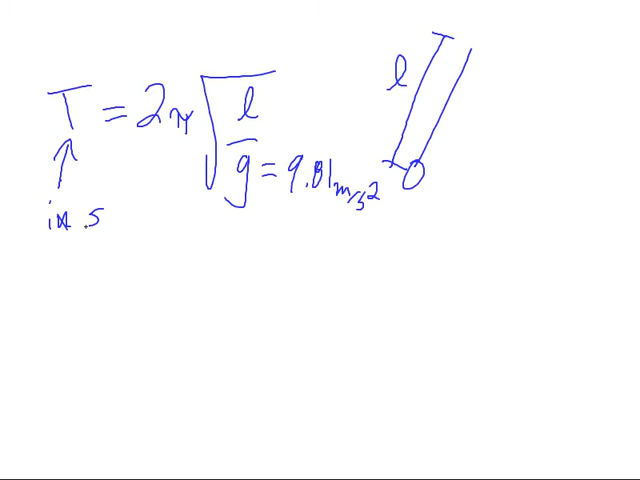 T = 2π √(l/g) l
g = 9.81 m/s2
in s